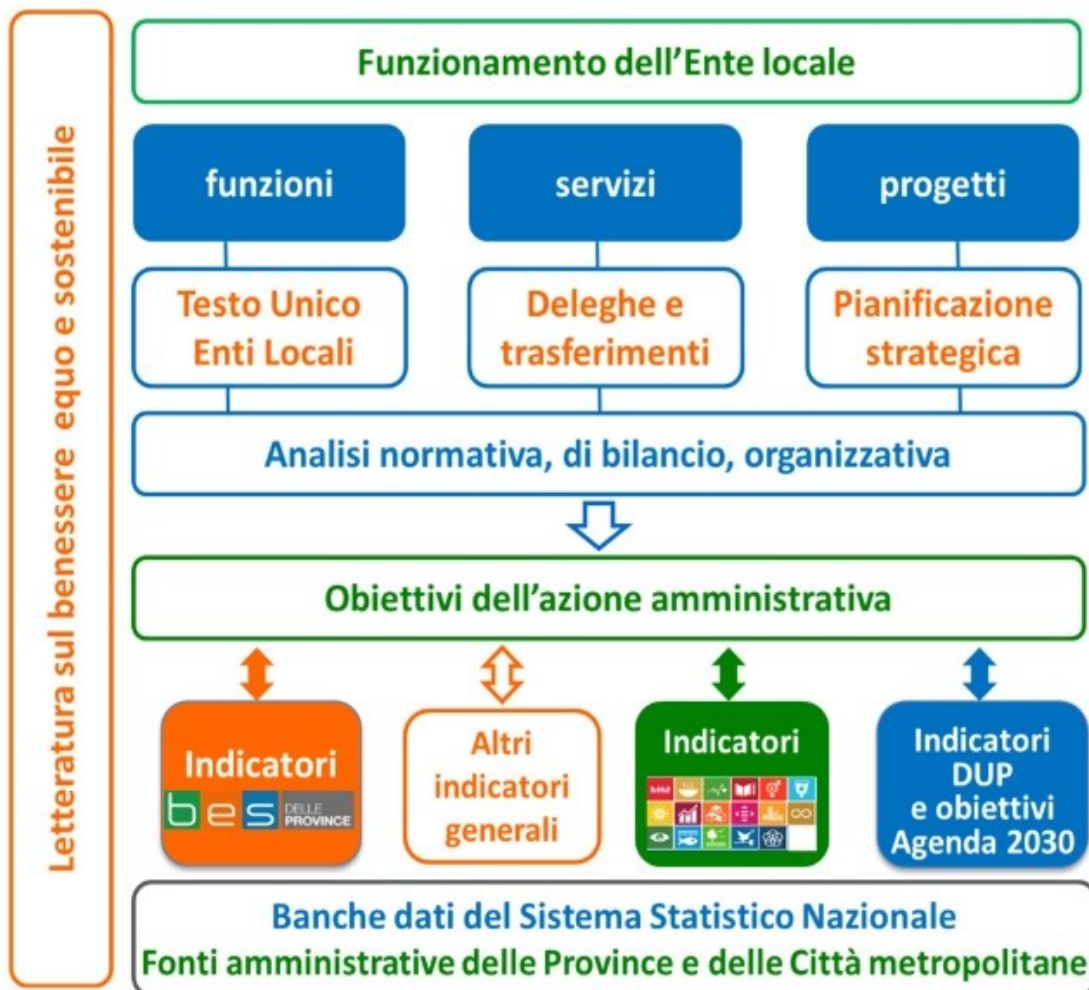 Letteratura sul benessere equo e sostenibile
Funzionamento dell'Ente locale
funzioni
servizi
progetti
Testo Unico
Enti Locali
Deleghe e
trasferimenti
Pianificazione
strategica
Analisi normativa, di bilancio, organizzativa
Obiettivi dell'azione amministrativa
Indicatori
bes DELLE
PROVINCE
Altri
indicatori
generali
Indicatori
Indicatori
DUP
e obiettivi
Agenda 2030
Banche dati del Sistema Statistico Nazionale
Fonti amministrative delle Province e delle Città metropolitane